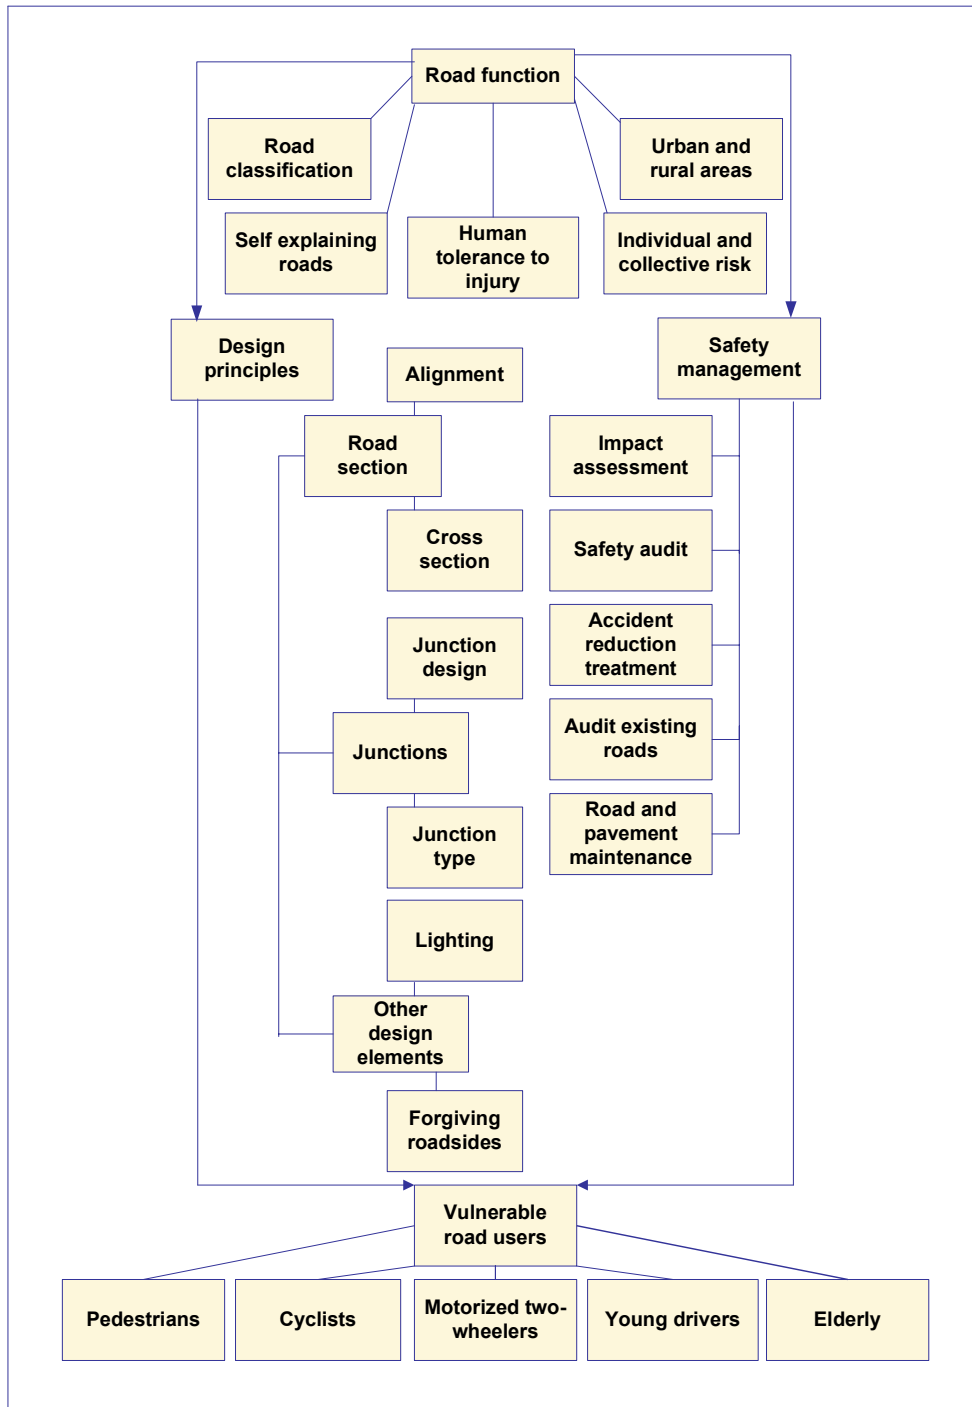 Road function
Road
classification
Urban and
rural areas
Self explaining
roads
Human
tolerance to
injury
Individual and
collective risk
Design
principles
Safety
management
Alignment
Road
section
Impact
assessment
Cross
section
Safety audit
Junction
design
Accident
reduction
treatment
Junctions
Audit existing
roads
Junction
type
Road and
pavement
maintenance
Lighting
Other
design
elements
Forgiving
roadsides
Vulnerable
road users
Pedestrians
Cyclists
Motorized two-
wheelers
Young drivers
Elderly